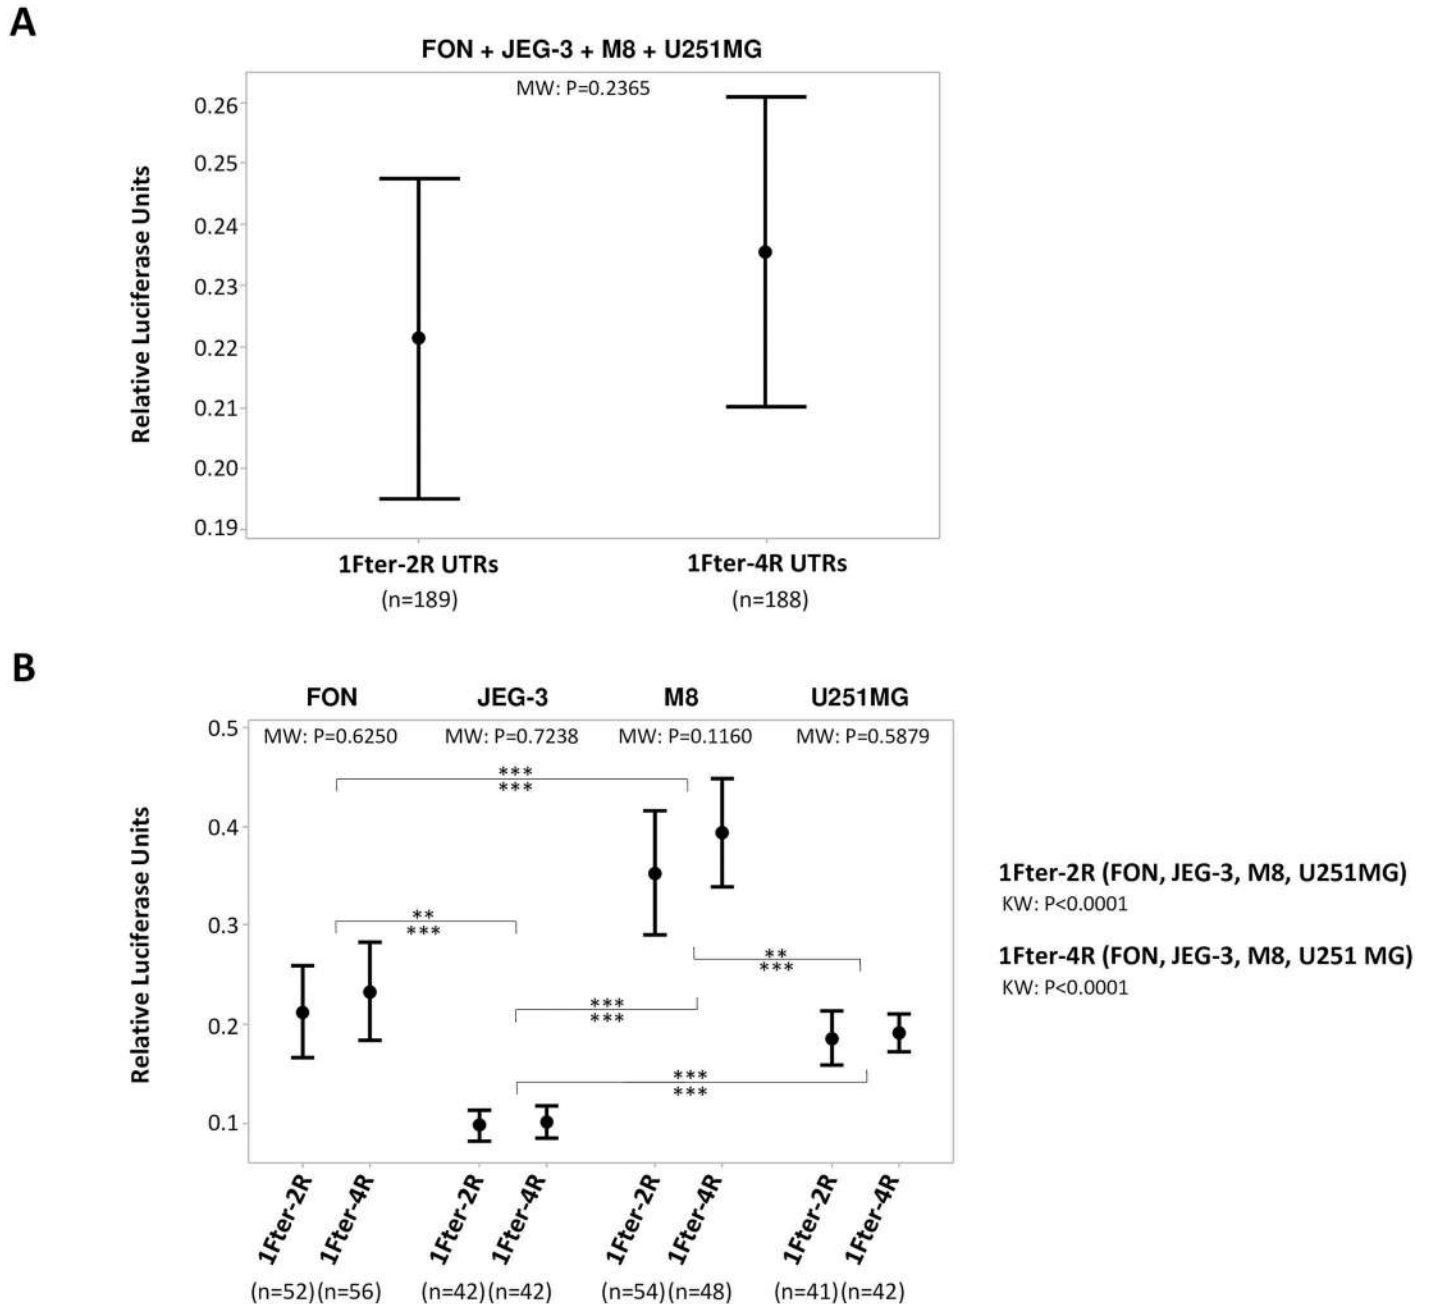 A
FON + JEG-3 + M8 + U251MG
MW: P=0.2365
Relative Luciferase Units
0.26
0.25
0.24
0.23
0.22
0.21
0.20
0.19
1Fter-2R UTRs
1Fter-4R UTRs
(n=189)
(n=188)
B
FON
JEG-3
M8
U251MG
MW: P=0.6250
MW: P=0.7238
MW: P=0.1160
MW: P=0.5879
Relative Luciferase Units
0.5
0.4
0.3
0.2
0.1
***
***
**
***
**
***
***
***
***
***
1Fter-2R (FON, JEG-3, M8, U251MG)
KW: P<0.0001
1Fter-4R (FON, JEG-3, M8, U251 MG)
KW: P<0.0001
1Fter-2R
1Fter-4R
1Fter-2R
1Fter-4R
1Fter-2R
1Fter-4R
1Fter-2R
1Fter-4R
(n=52)(n=56)
(n=42)(n=42)
(n=54)(n=48)
(n=41)(n=42)